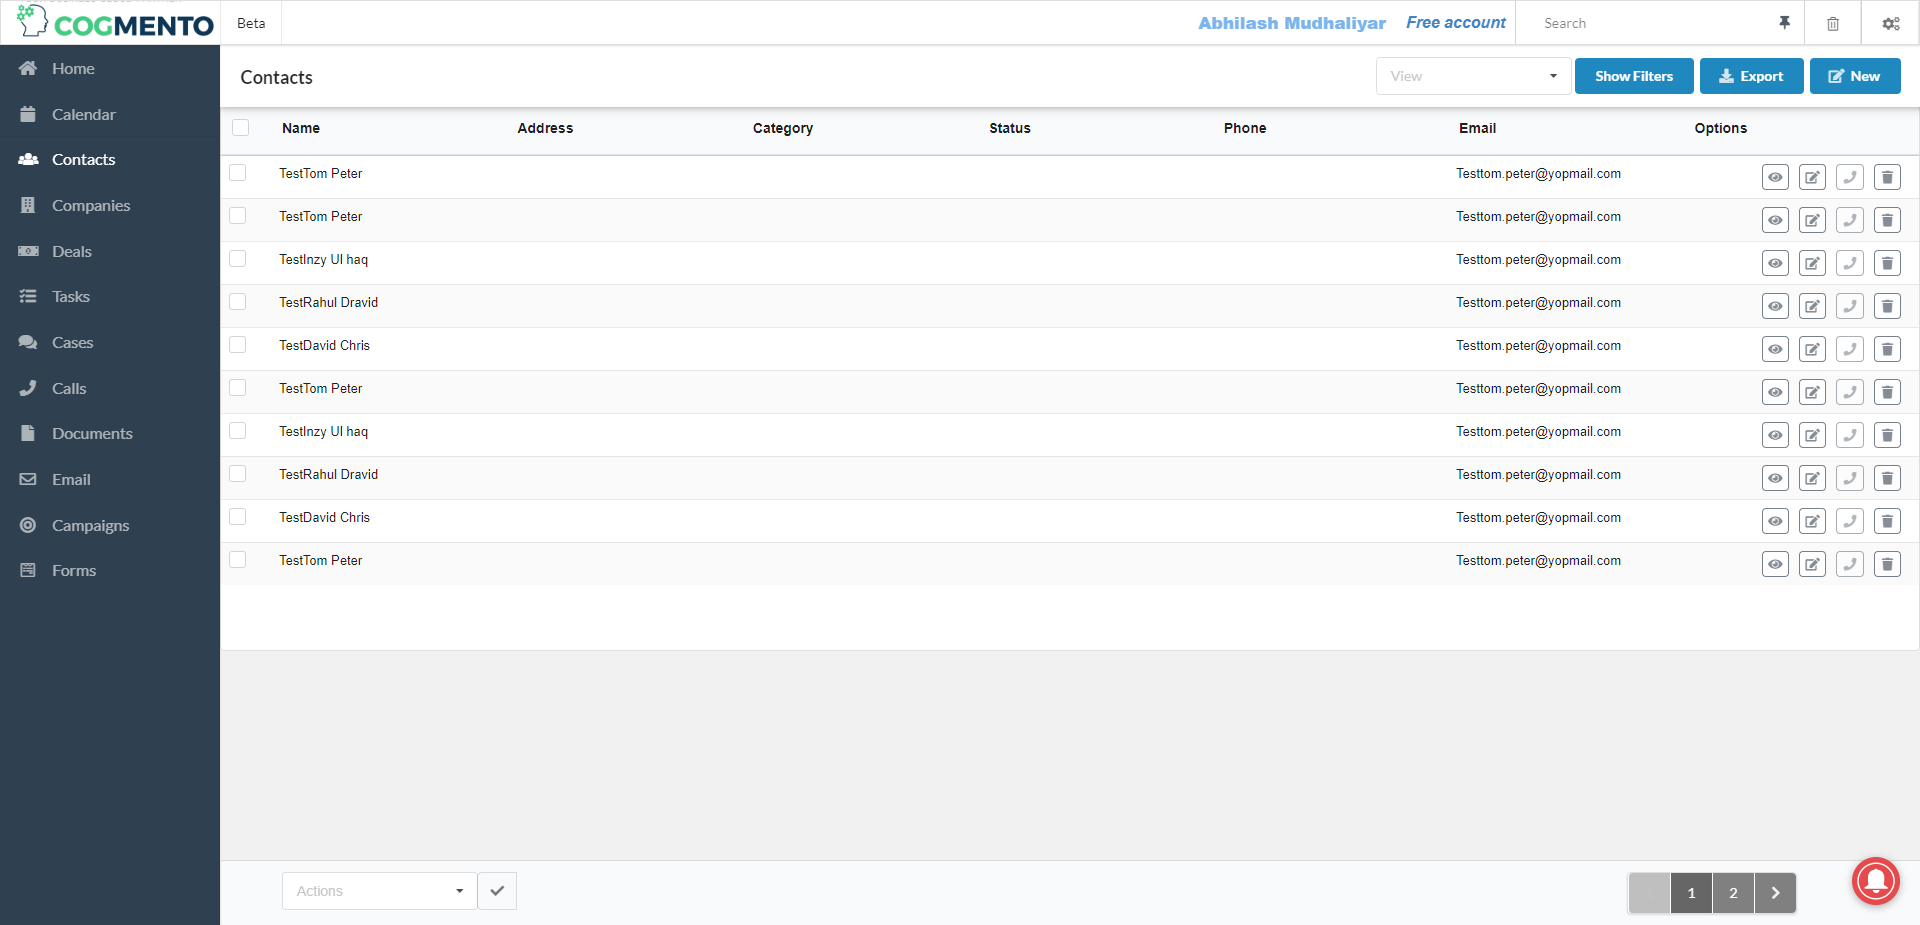 COGMENTO
Beta
Abhilash Mudhaliyar
Free account
Search
Home
Calendar
Contacts
Companies
Deals
Tasks
Cases
Calls
Documents
Email
Campaigns
Forms
Contacts
View
Show Filters
Export
New
Name Address Category Status Phone Email Options
TestTom Peter Testtom.peter@yopmail.com
TestTom Peter Testtom.peter@yopmail.com
TestInzy Ul haq Testtom.peter@yopmail.com
TestRahul Dravid Testtom.peter@yopmail.com
TestDavid Chris Testtom.peter@yopmail.com
TestTom Peter Testtom.peter@yopmail.com
TestInzy Ul haq Testtom.peter@yopmail.com
TestRahul Dravid Testtom.peter@yopmail.com
TestDavid Chris Testtom.peter@yopmail.com
TestTom Peter Testtom.peter@yopmail.com
Actions
1 2